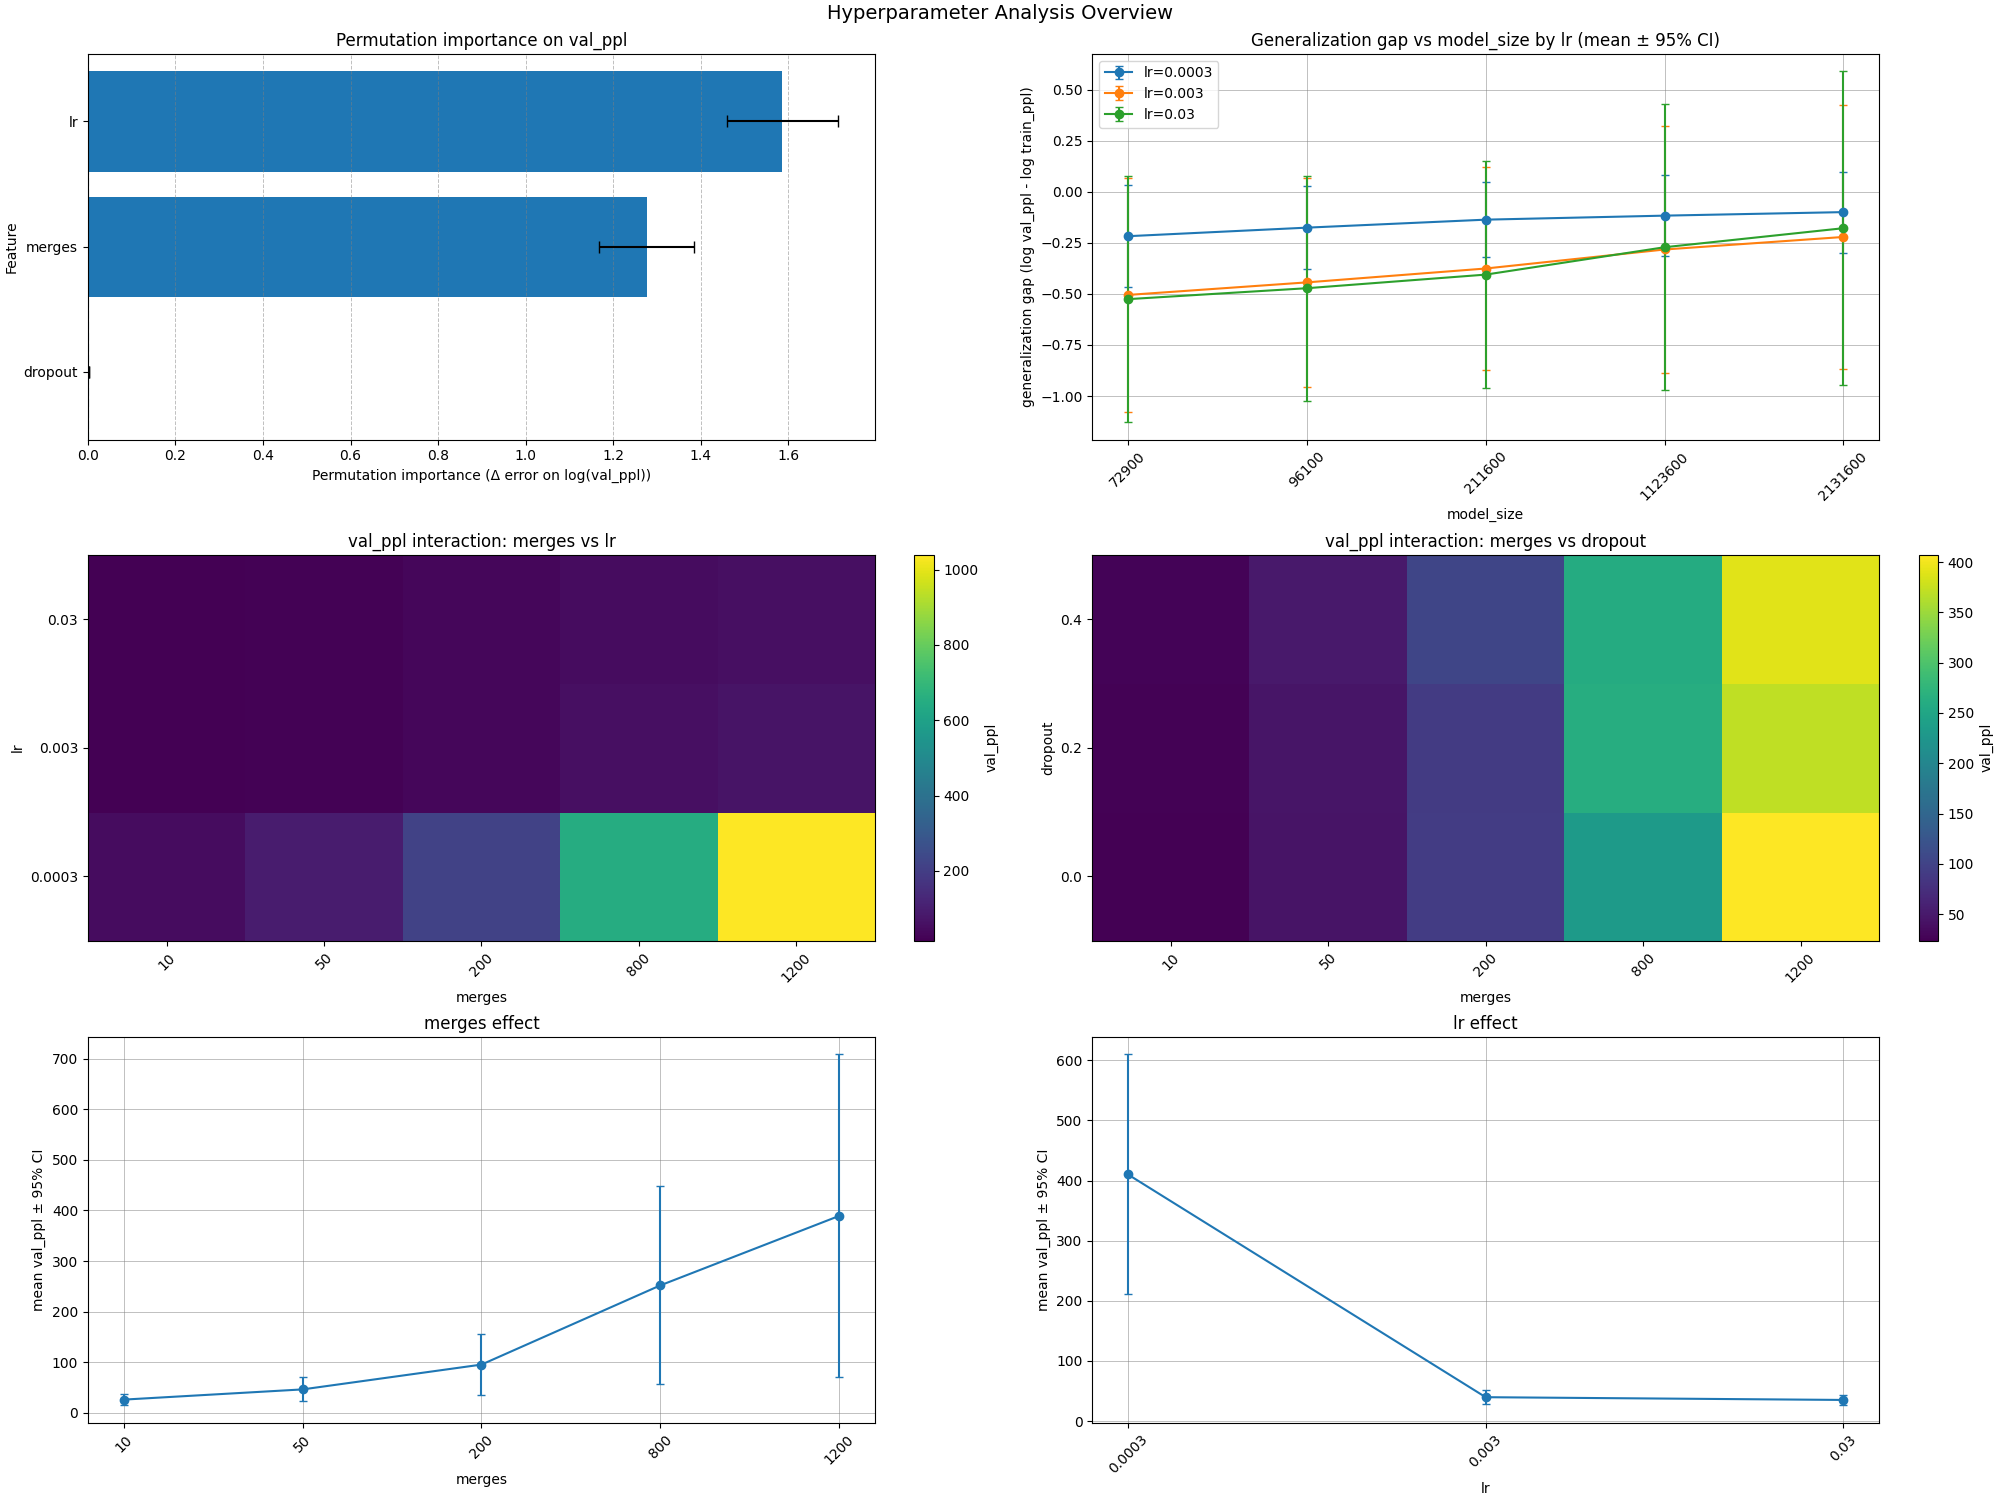 Hyperparameter Analysis Overview
Permutation importance on val_ppl
Feature
lr
merges
dropout
0.0 0.2 0.4 0.6 0.8 1.0 1.2 1.4 1.6
Permutation importance (Δ error on log(val_ppl))
Generalization gap vs model_size by lr (mean ± 95% CI)
generalization gap (log val_ppl - log train_ppl)
lr=0.0003
lr=0.003
lr=0.03
0.50
0.25
0.00
−0.25
−0.50
−0.75
−1.00
72900 96100 211600 1123600 2131600
model_size
val_ppl interaction: merges vs lr
lr
0.03
0.003
0.0003
10 50 200 800 1200
merges
1000
800
600
400
200
val_ppl
val_ppl interaction: merges vs dropout
dropout
0.4
0.2
0.0
10 50 200 800 1200
merges
400
350
300
250
200
150
100
50
val_ppl
merges effect
mean val_ppl ± 95% CI
700
600
500
400
300
200
100
0
10 50 200 800 1200
merges
lr effect
mean val_ppl ± 95% CI
600
500
400
300
200
100
0
0.0003 0.003 0.03
lr